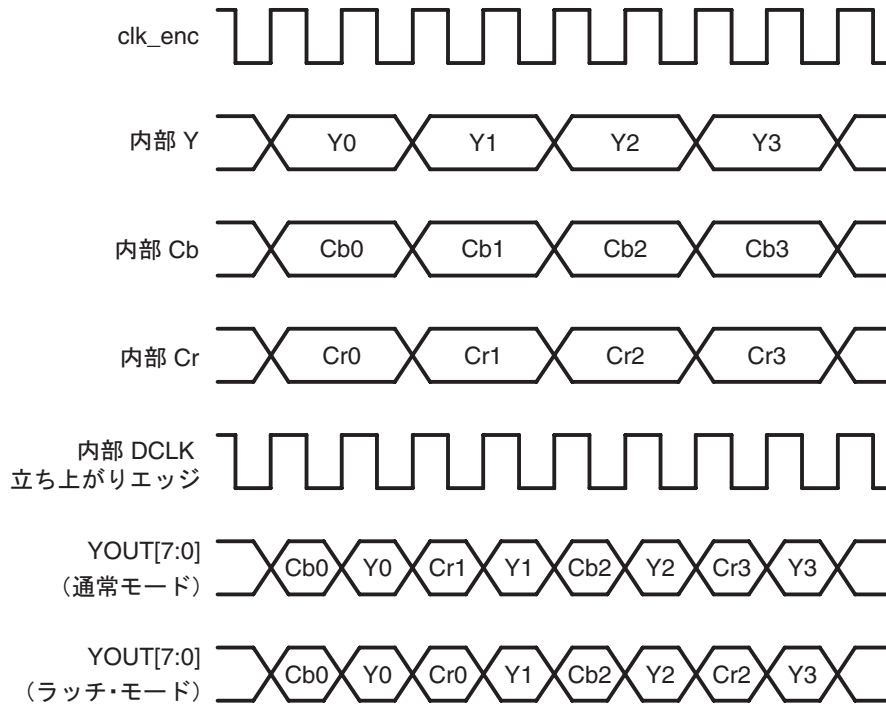 clk_enc
内部 Y
Y0 Y1 Y2 Y3
内部 Cb
Cb0 Cb1 Cb2 Cb3
内部 Cr
Cr0 Cr1 Cr2 Cr3
内部 DCLK
立ち上がりエッジ
YOUT[7:0]
（通常モード）
Cb0 Y0 Cr1 Y1 Cb2 Y2 Cr3 Y3
YOUT[7:0]
（ラッチ・モード）
Cb0 Y0 Cr0 Y1 Cb2 Y2 Cr2 Y3